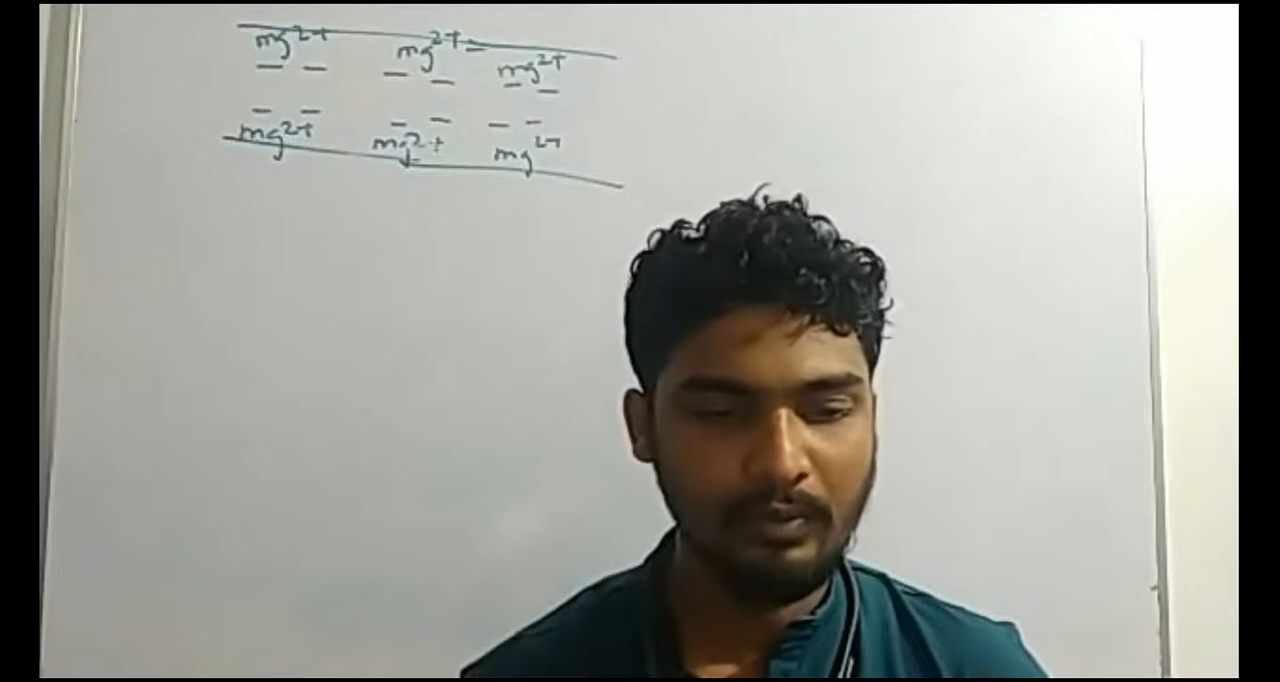 mg2+ mg2+ mg2+
– – – – – –
– – – – – –
mg2+ mg2+ mg2+